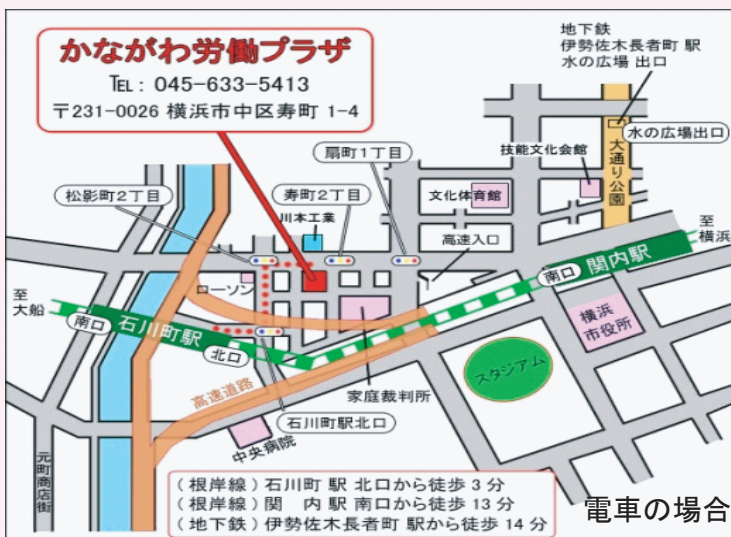 かながわ労働プラザ
TEL: 045-633-5413
〒231-0026 横浜市中区寿町 1-4
地下鉄
伊勢佐木長者町 駅
水の広場 出口
水の広場出口
大通り公園
技能文化会館
扇町1丁目
松影町2丁目
寿町2丁目
文化体育館
川本工業
高速入口
至
横浜
関内駅
南口
ローソン
至
大船
南口
石川町駅
北口
横浜
市役所
スタジアム
高速道路
家庭裁判所
石川町駅北口
中央病院
元町商店街
(根岸線) 石川町 駅 北口から徒歩 3 分
(根岸線) 関 内 駅 南口から徒歩 13 分
(地下鉄) 伊勢佐木長者町 駅から徒歩 14 分
電車の場合